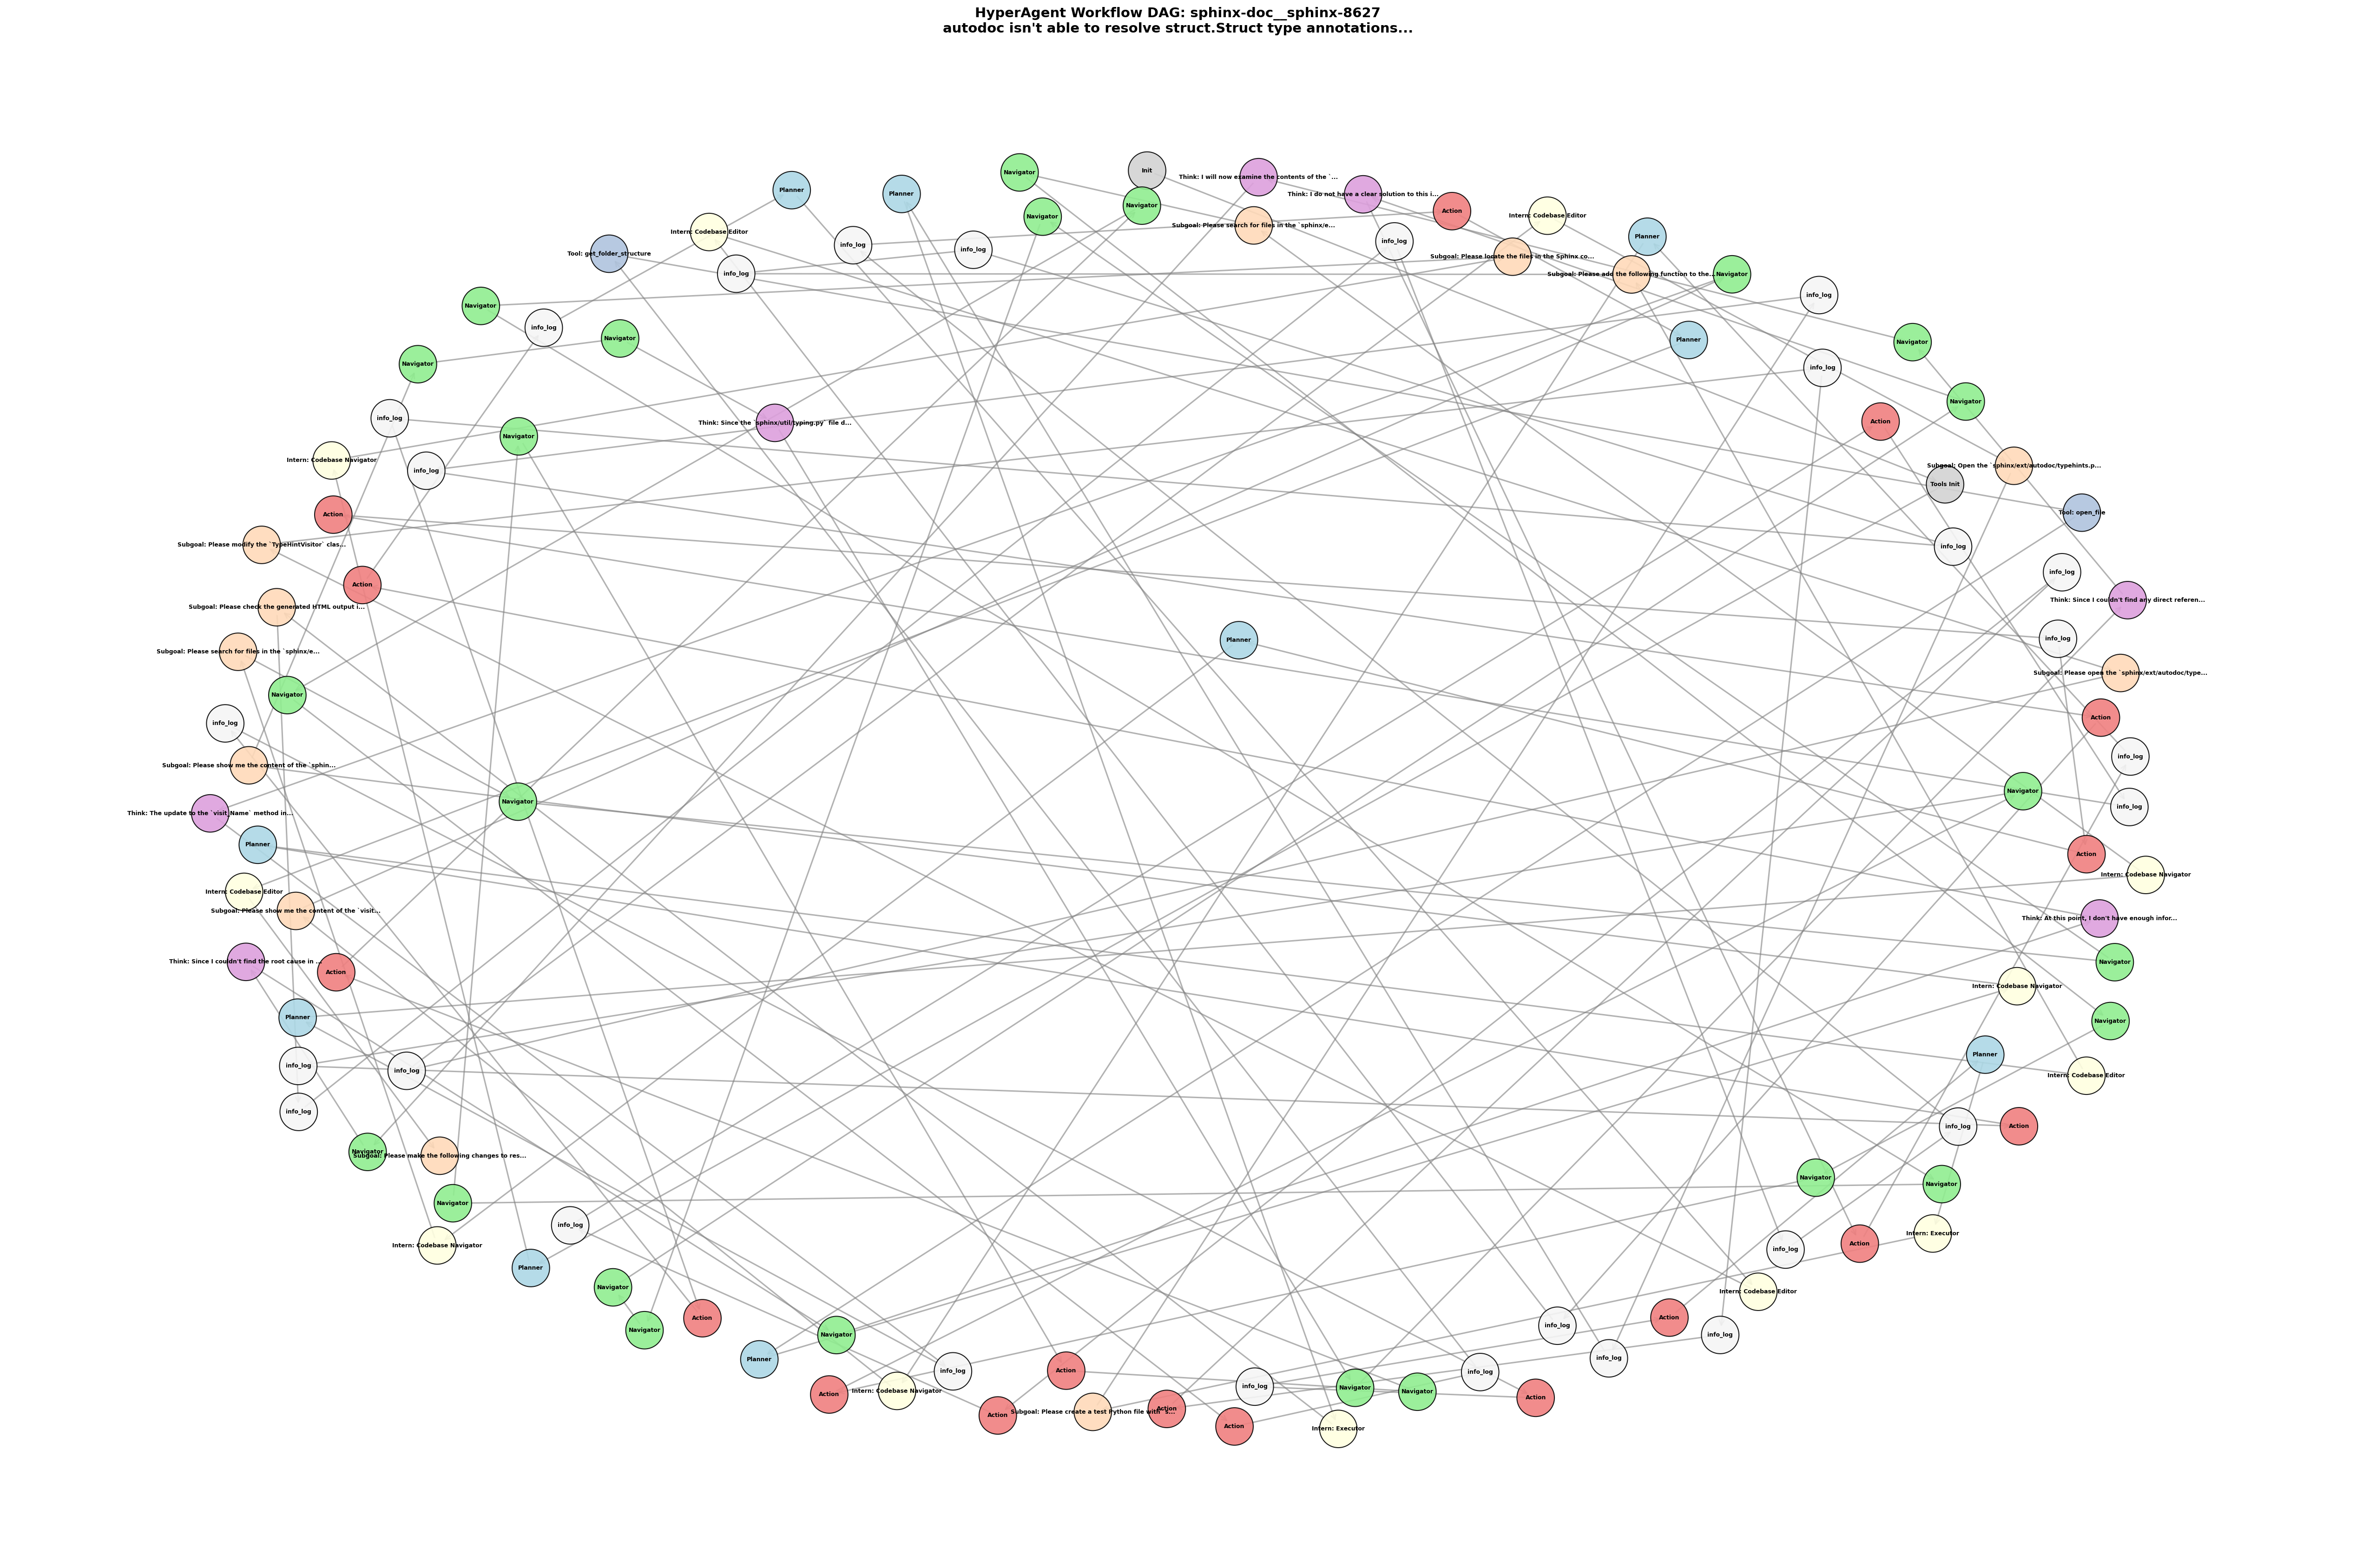 HyperAgent Workflow DAG: sphinx-doc__sphinx-8627
autodoc isn't able to resolve struct.Struct type annotations...
Init
Navigator
Think: I will now examine the contents of the `...
Planner
Planner
Think: I do not have a clear solution to this i...
Navigator
Action
Navigator
Intern: Codebase Editor
Subgoal: Please search for files in the `sphinx/e...
Intern: Codebase Editor
Planner
info_log
info_log
info_log
Tool: get_folder_structure
Subgoal: Please locate the files in the Sphinx co...
info_log
Subgoal: Please add the following function to the...
Navigator
info_log
Navigator
info_log
Navigator
Planner
Navigator
Navigator
info_log
Navigator
info_log
Action
Think: Since the `sphinx/util/typing.py` file d...
Navigator
Intern: Codebase Navigator
Subgoal: Open the `sphinx/ext/autodoc/typehints.p...
info_log
Tools Init
Tool: open_file
Action
Subgoal: Please modify the `TypeHintVisitor` clas...
info_log
info_log
Action
Think: Since I couldn't find any direct referen...
Subgoal: Please check the generated HTML output i...
info_log
Planner
Subgoal: Please search for files in the `sphinx/e...
Subgoal: Please open the `sphinx/ext/autodoc/type...
Navigator
Action
info_log
info_log
Subgoal: Please show me the content of the `sphin...
Navigator
Navigator
info_log
Think: The update to the `visit_Name` method in...
Planner
Action
Intern: Codebase Navigator
Intern: Codebase Editor
Subgoal: Please show me the content of the `visit...
Think: At this point, I don't have enough infor...
Think: Since I couldn't find the root cause in ...
Navigator
Action
Intern: Codebase Navigator
Planner
Navigator
Planner
info_log
info_log
Intern: Codebase Editor
info_log
info_log
Action
Navigator
Subgoal: Please make the following changes to res...
Navigator
Navigator
Navigator
info_log
Intern: Executor
Intern: Codebase Navigator
Action
info_log
Planner
Navigator
Intern: Codebase Editor
Action
Action
info_log
Navigator
Navigator
info_log
Planner
info_log
Action
info_log
info_log
info_log
Navigator
Navigator
Intern: Codebase Navigator
Action
Action
Action
Subgoal: Please create a test Python file with `s...
Action
Action
Intern: Executor